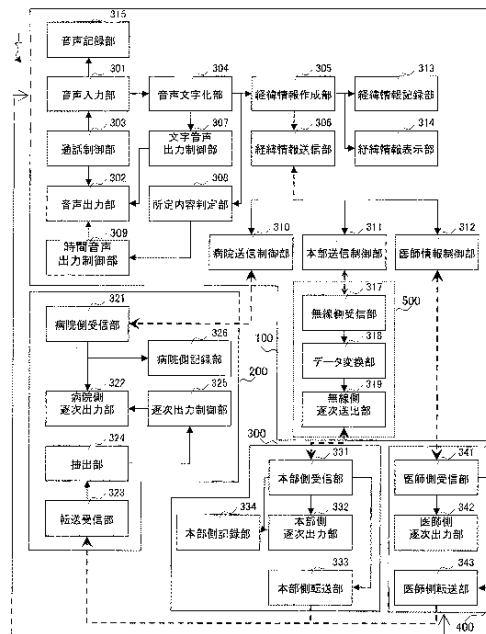 315
音声記録部
301
音声入力部
304
音声文字化部
305
経緯情報作成部
313
経緯情報記録部
303
通話制御部
307
文字音声
出力制御部
306
経緯情報送信部
314
経緯情報表示部
302
音声出力部
308
所定内容判定部
309
時間音声
出力制御部
310
病院送信制御部
311
本部送信制御部
312
医師情報制御部
321
病院側受信部
326
病院側記録部
100
200
317
無線側受信部
500
318
データ変換部
319
無線側
逐次送出部
322
病院側
逐次出力部
325
逐次出力制御部
324
抽出部
323
転送受信部
300
331
本部側受信部
334
本部側記録部
332
本部側
逐次出力部
333
本部側転送部
341
医師側受信部
342
医師側
逐次出力部
343
医師側転送部
400